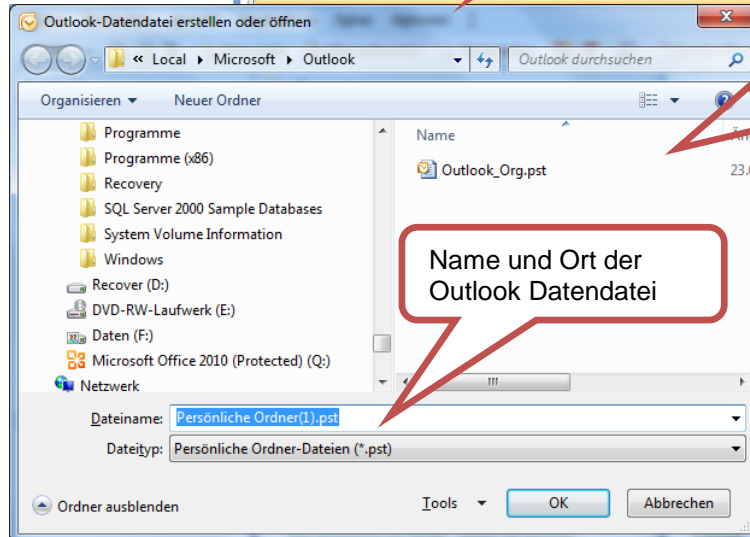 Outlook-Datendatei erstellen oder öffnen
« Local ▸ Microsoft ▸ Outlook
Outlook durchsuchen
Organisieren
Neuer Ordner
Programme
Programme (x86)
Recovery
SQL Server 2000 Sample Databases
System Volume Information
Windows
Recover (D:)
DVD-RW-Laufwerk (E:)
Daten (F:)
Microsoft Office 2010 (Protected) (Q:)
Netzwerk
Name
Outlook_Org.pst
23.
Name und Ort der
Outlook Datendatei
Dateiname: Persönliche Ordner(1).pst
Dateityp: Persönliche Ordner-Dateien (*.pst)
Ordner ausblenden
Tools
OK
Abbrechen